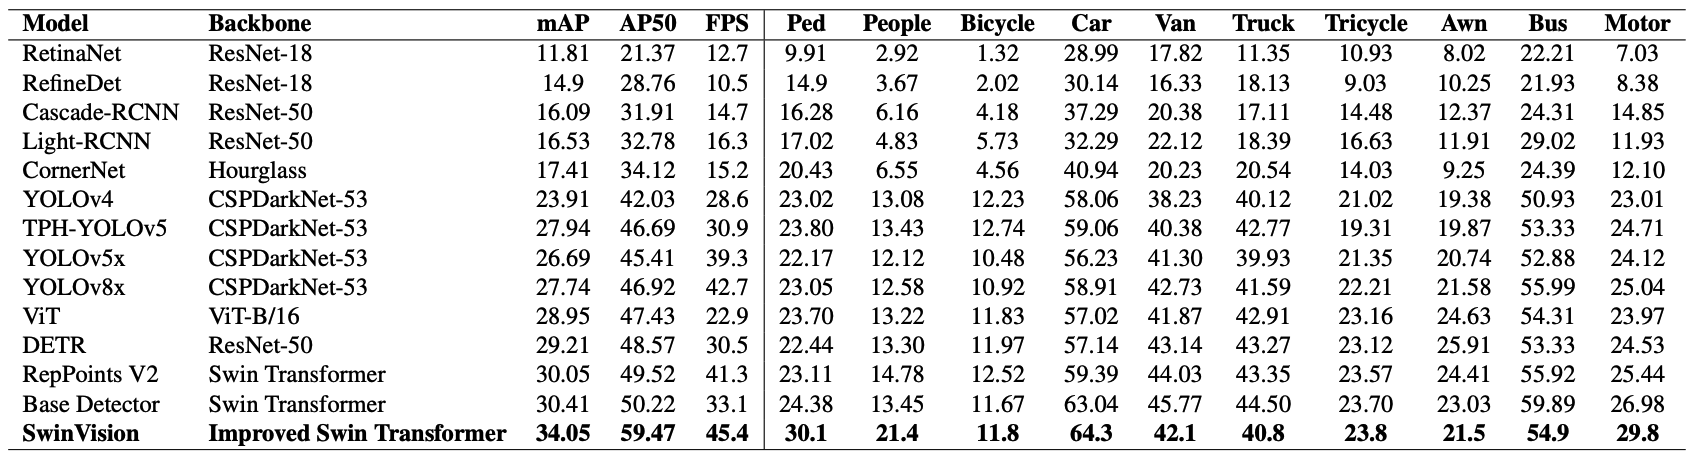 Model Backbone mAP AP50 FPS Ped People Bicycle Car Van Truck Tricycle Awn Bus Motor
RetinaNet ResNet-18 11.81 21.37 12.7 9.91 2.92 1.32 28.99 17.82 11.35 10.93 8.02 22.21 7.03
RefineDet ResNet-18 14.9 28.76 10.5 14.9 3.67 2.02 30.14 16.33 18.13 9.03 10.25 21.93 8.38
Cascade-RCNN ResNet-50 16.09 31.91 14.7 16.28 6.16 4.18 37.29 20.38 17.11 14.48 12.37 24.31 14.85
Light-RCNN ResNet-50 16.53 32.78 16.3 17.02 4.83 5.73 32.29 22.12 18.39 16.63 11.91 29.02 11.93
CornerNet Hourglass 17.41 34.12 15.2 20.43 6.55 4.56 40.94 20.23 20.54 14.03 9.25 24.39 12.10
YOLOv4 CSPDarkNet-53 23.91 42.03 28.6 23.02 13.08 12.23 58.06 38.23 40.12 21.02 19.38 50.93 23.01
TPH-YOLOv5 CSPDarkNet-53 27.94 46.69 30.9 23.80 13.43 12.74 59.06 40.38 42.77 19.31 19.87 53.33 24.71
YOLOv5x CSPDarkNet-53 26.69 45.41 39.3 22.17 12.12 10.48 56.23 41.30 39.93 21.35 20.74 52.88 24.12
YOLOv8x CSPDarkNet-53 27.74 46.92 42.7 23.05 12.58 10.92 58.91 42.73 41.59 22.21 21.58 55.99 25.04
ViT ViT-B/16 28.95 47.43 22.9 23.70 13.22 11.83 57.02 41.87 42.91 23.16 24.63 54.31 23.97
DETR ResNet-50 29.21 48.57 30.5 22.44 13.30 11.97 57.14 43.14 43.27 23.12 25.91 53.33 24.53
RepPoints V2 Swin Transformer 30.05 49.52 41.3 23.11 14.78 12.52 59.39 44.03 43.35 23.57 24.41 55.92 25.44
Base Detector Swin Transformer 30.41 50.22 33.1 24.38 13.45 11.67 63.04 45.77 44.50 23.70 23.03 59.89 26.98
SwinVision Improved Swin Transformer 34.05 59.47 45.4 30.1 21.4 11.8 64.3 42.1 40.8 23.8 21.5 54.9 29.8